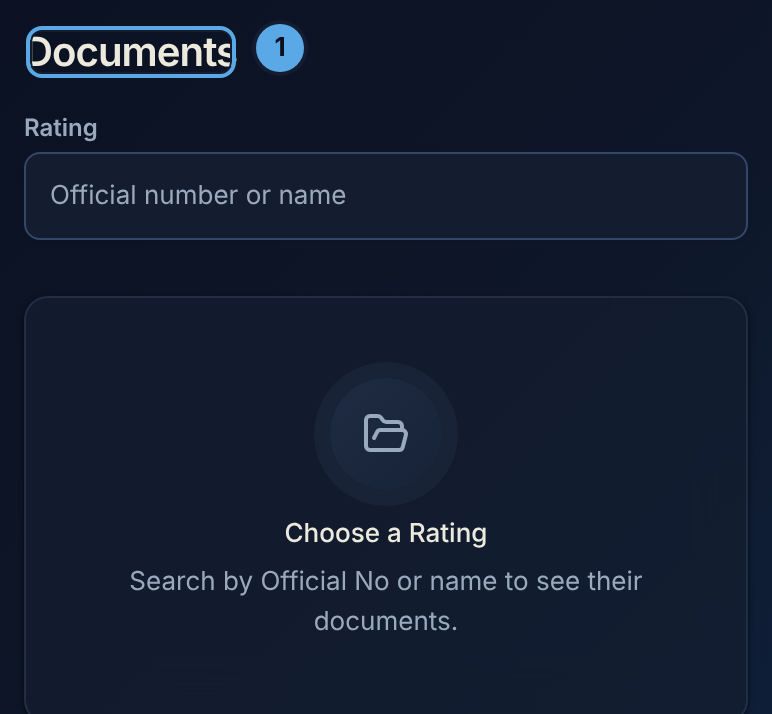 Documents
1
Rating
Official number or name
Choose a Rating
Search by Official No or name to see their
documents.